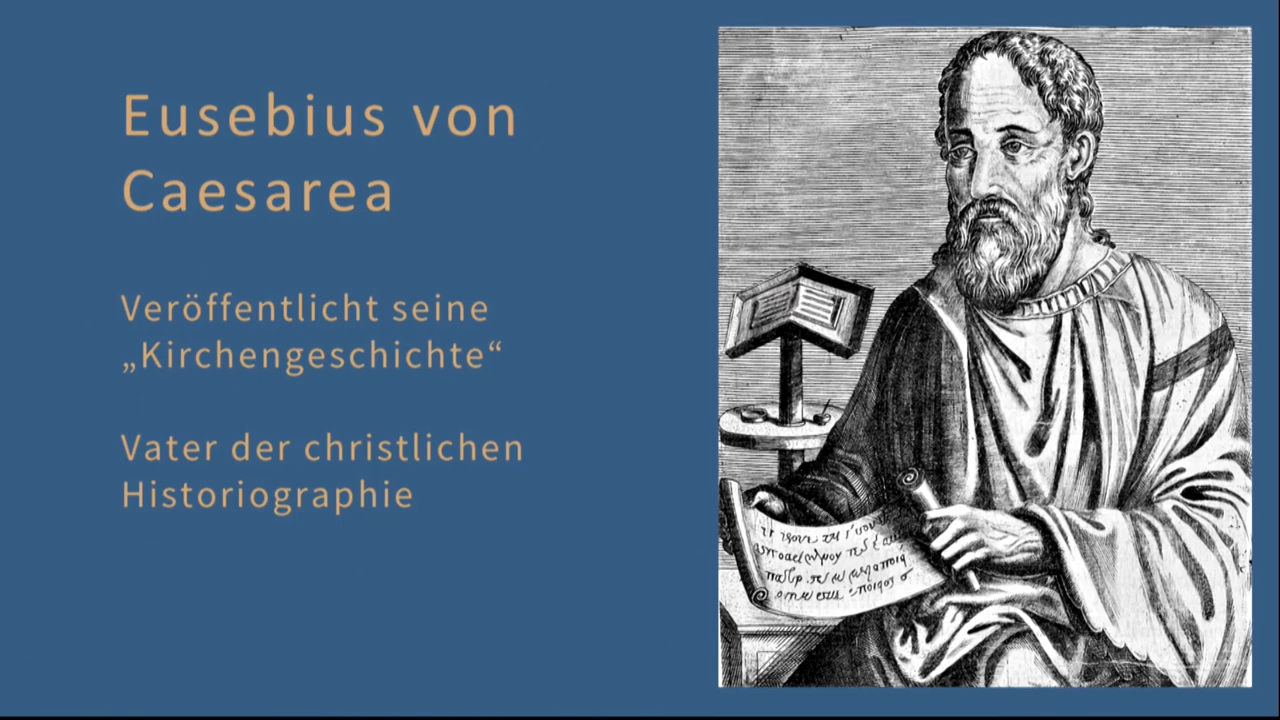 Eusebius von
Caesarea
Veröffentlicht seine
„Kirchengeschichte“
Vater der christlichen
Historiographie